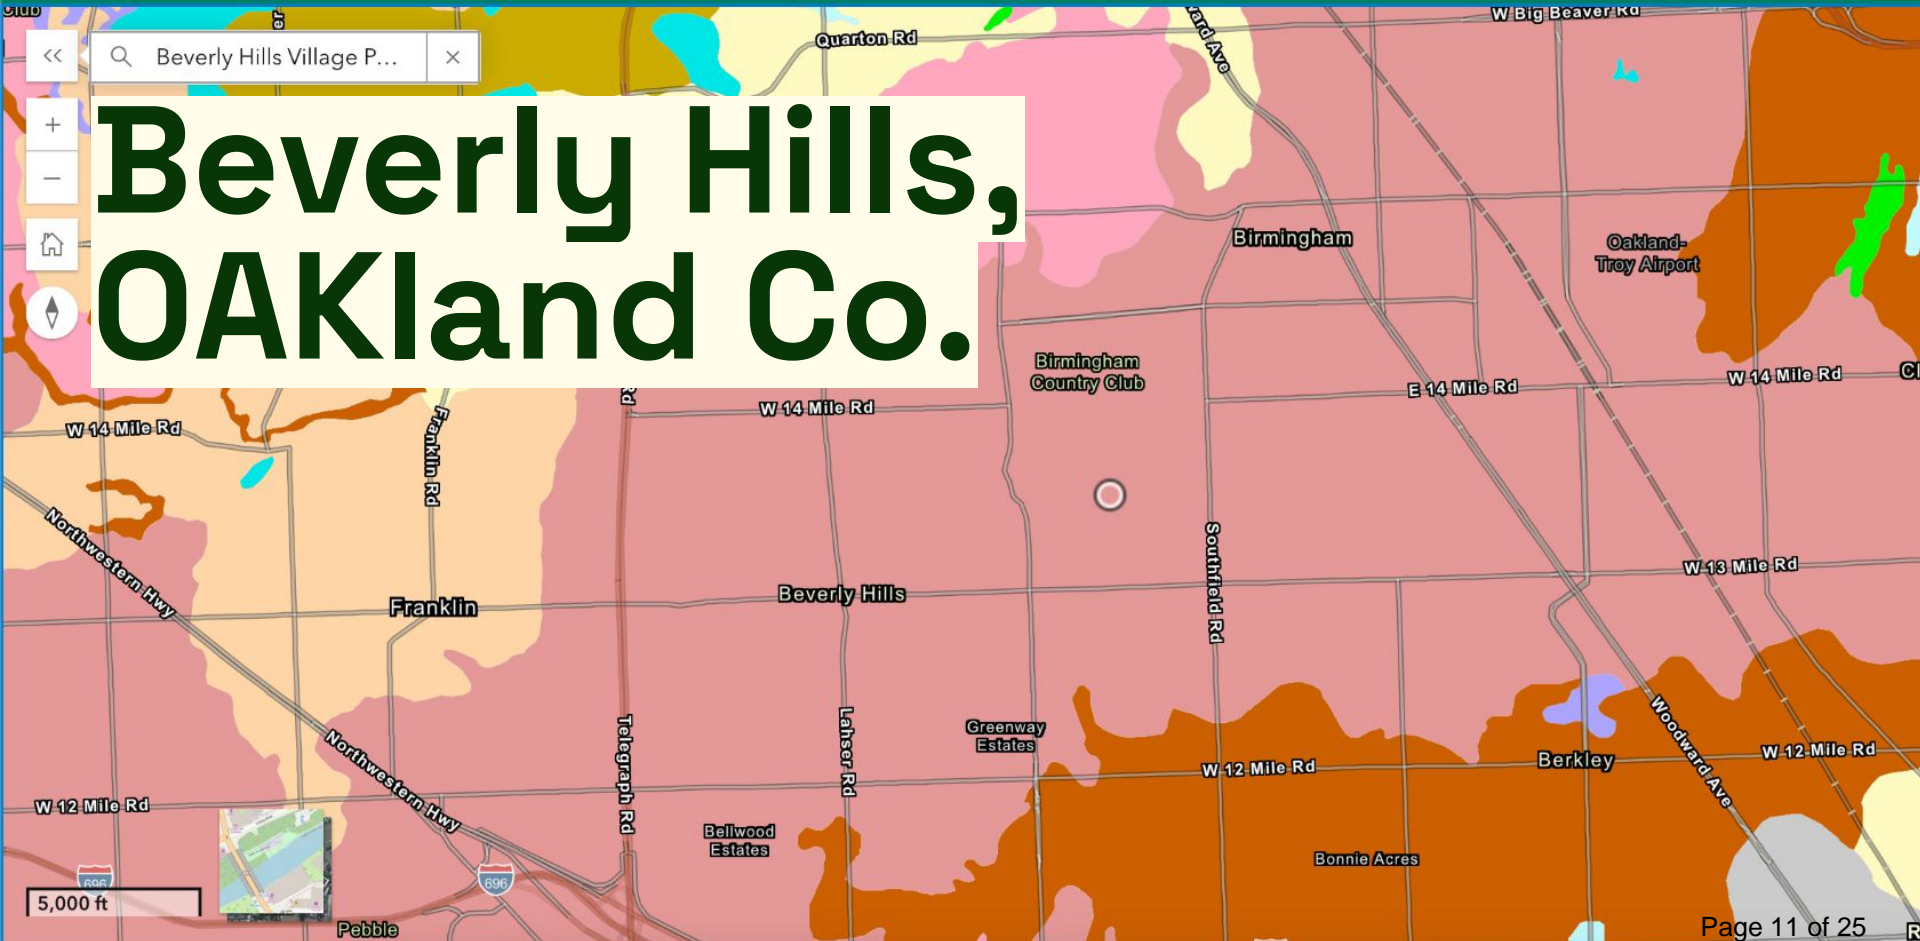 Club
W Big Beaver Rd
Quarton Rd
Beverly Hills Village P...
Beverly Hills,
OAKland Co.
Birmingham
Oakland-
Troy Airport
Birmingham
Country Club
W 14 Mile Rd
E 14 Mile Rd
W 14 Mile Rd
W 14 Mile Rd
Franklin Rd
Northwestern Hwy
Southfield Rd
W 13 Mile Rd
Beverly Hills
Franklin
Greenway
Estates
Telegraph Rd
Lahser Rd
Northwestern Hwy
Woodward Ave
W 12 Mile Rd
Berkley
W 12 Mile Rd
W 12 Mile Rd
Bellwood
Estates
Bonnie Acres
696
696
5,000 ft
Pebble
Page 11 of 25